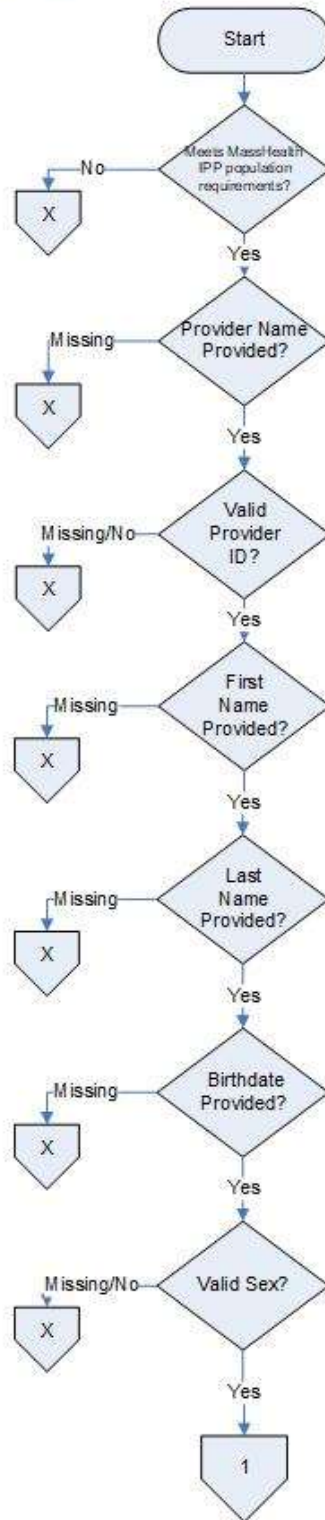 Start
Meets MassHealth
IPP population
requirements?
No
X
Yes
Provider Name
Provided?
Missing
X
Yes
Valid
Provider
ID?
Missing/No
X
Yes
First
Name
Provided?
Missing
X
Yes
Last
Name
Provided?
Missing
X
Yes
Birthdate
Provided?
Missing
X
Yes
Valid Sex?
Missing/No
X
Yes
1